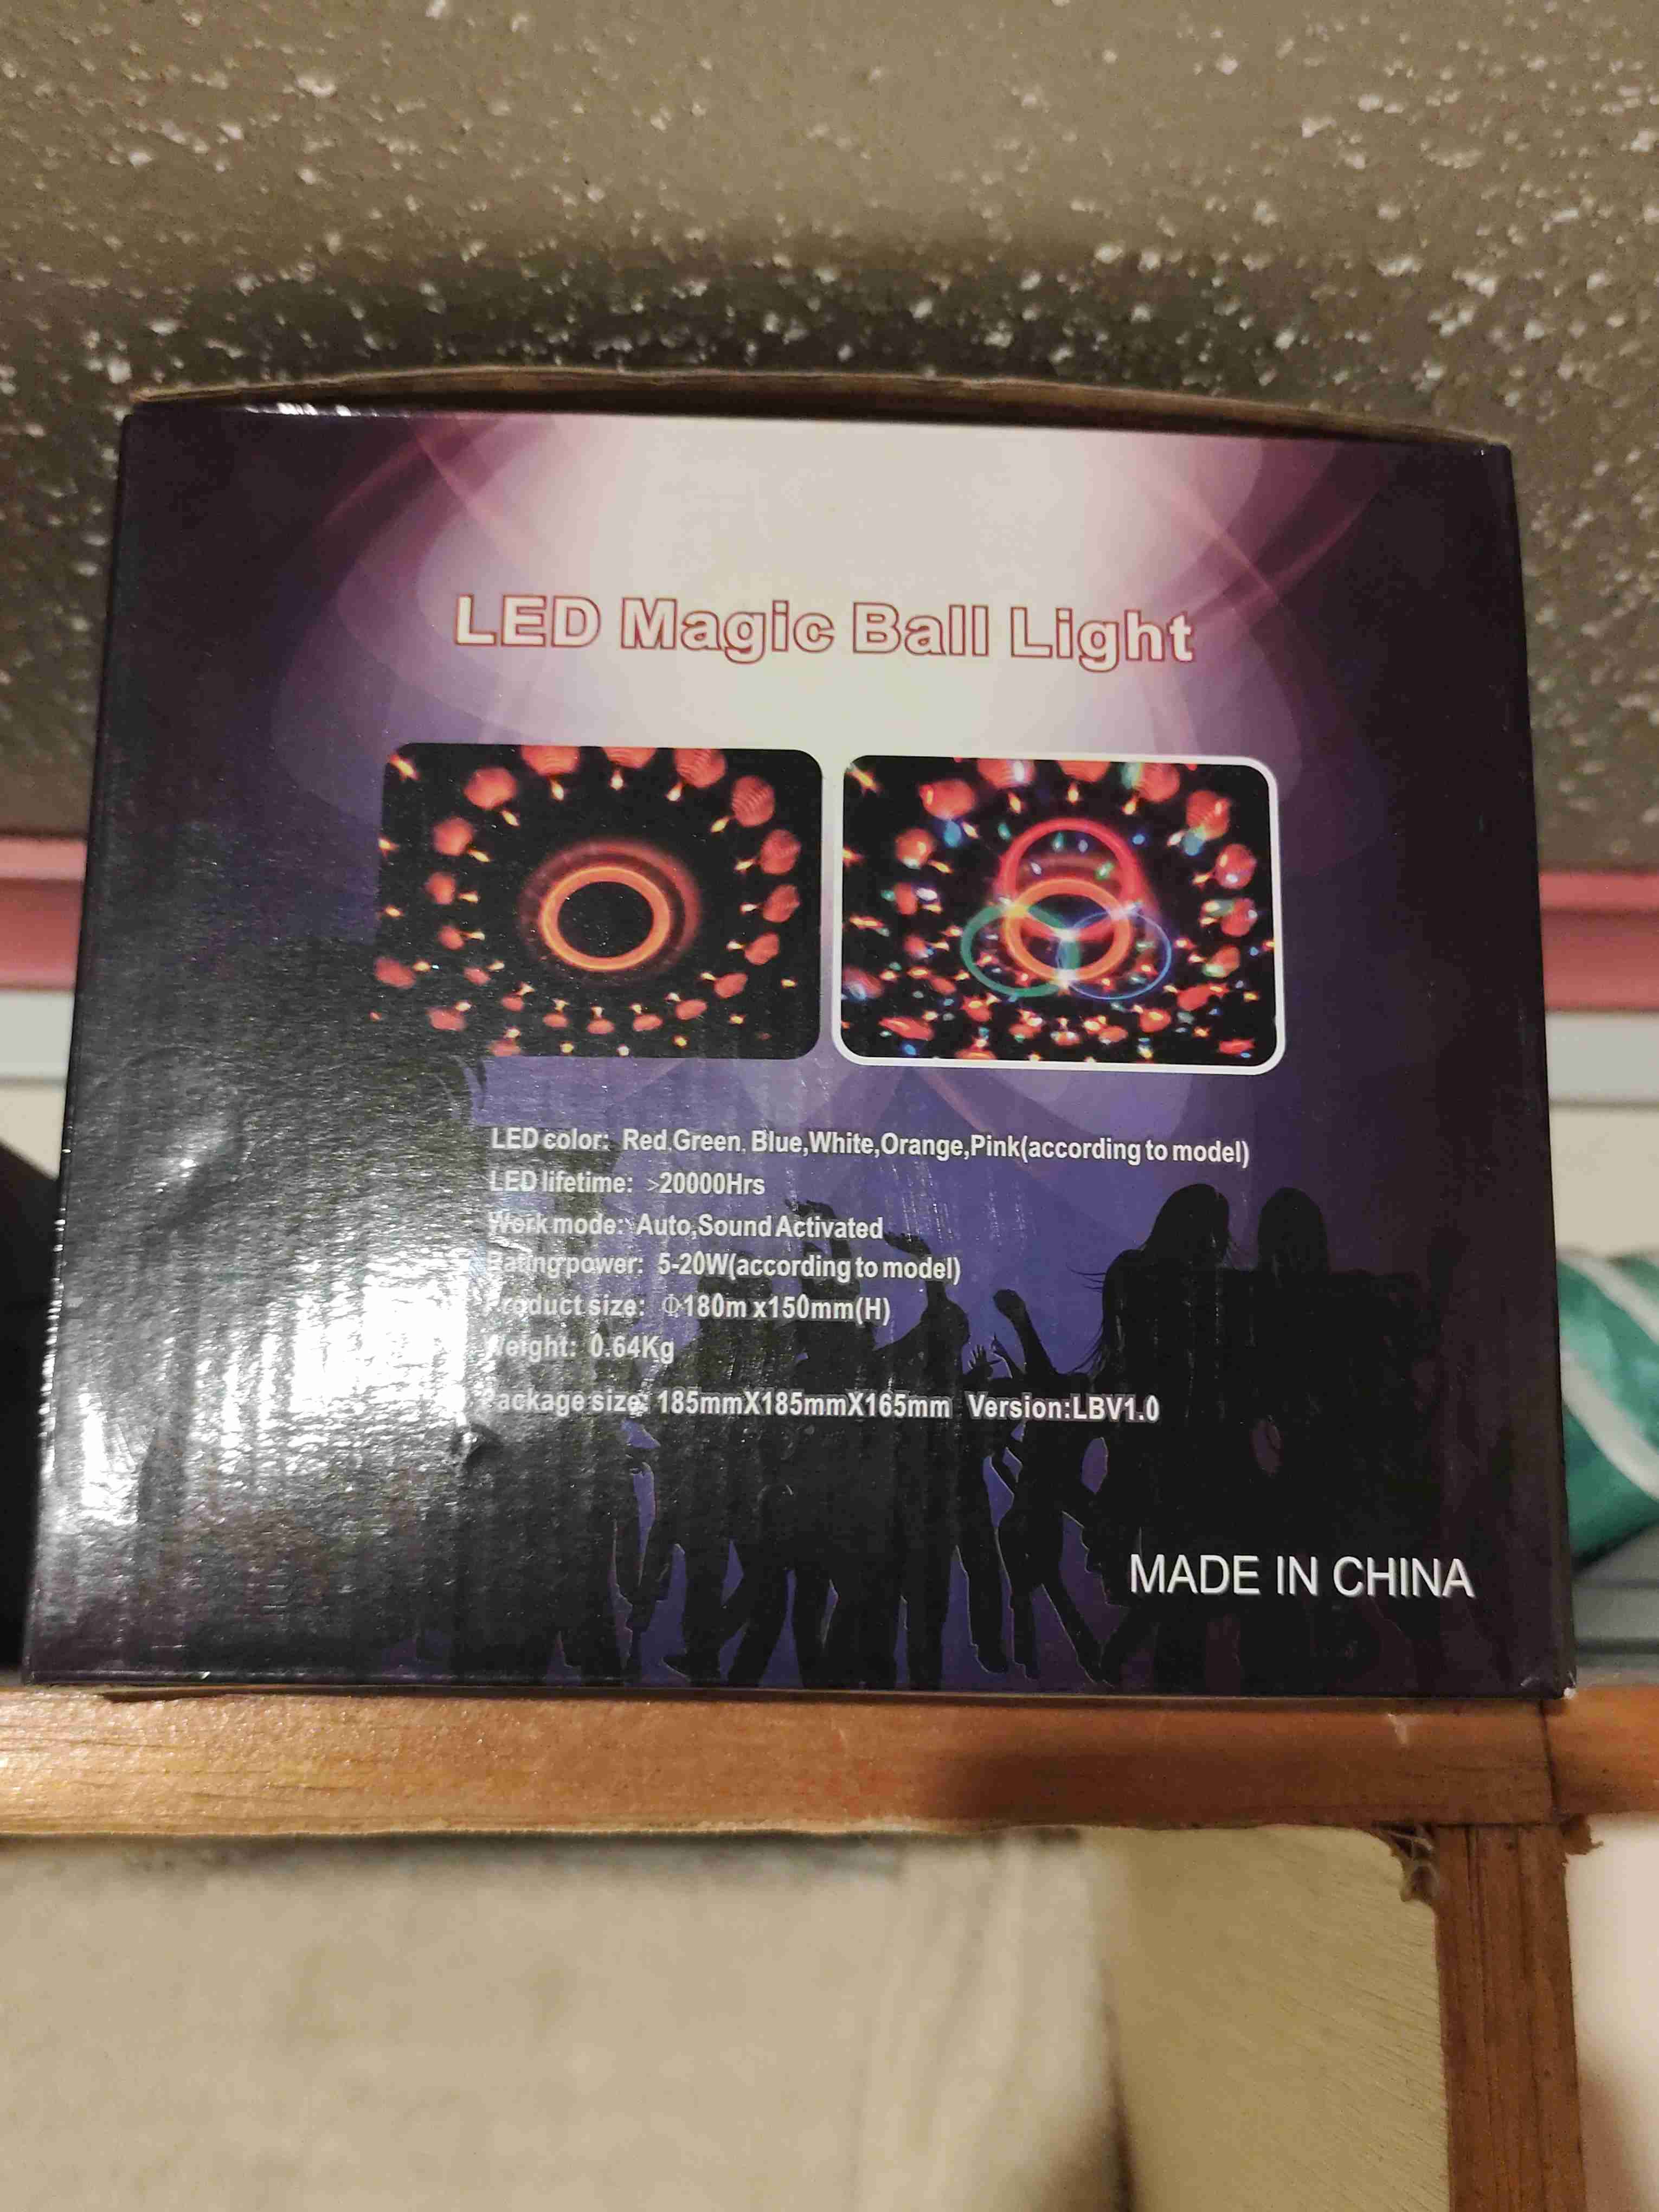 LED Magic Ball Light
LED color: Red,Green, Blue,White,Orange,Pink(according to model)
LED lifetime: >20000Hrs
Work mode: Auto,Sound Activated
Rating power: 5-20W(according to model)
Product size: Φ180m x150mm(H)
Weight: 0.64Kg
Package size: 185mmX185mmX165mm Version:LBV1.0
MADE IN CHINA